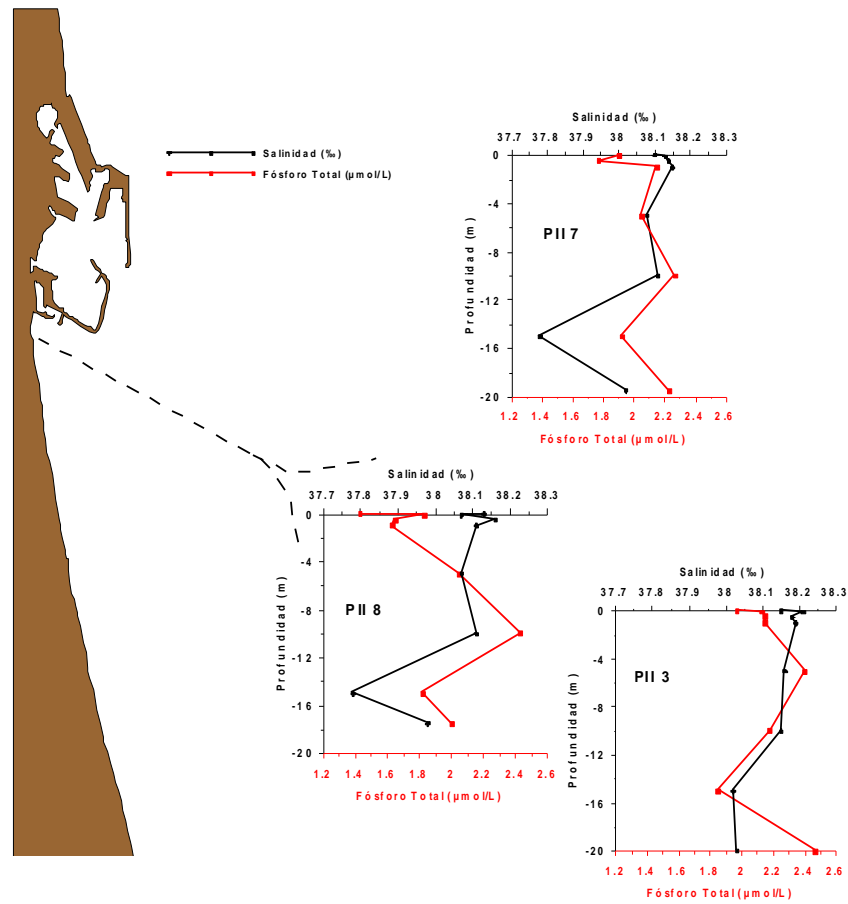 Salinidad (‰)
Fósforo Total (µmol/L)
Salinidad (‰)
37.7 37.8 37.9 38 38.1 38.2 38.3
0
-4
-8
-12
-16
-20
Profundidad (m)
PII 7
1.2 1.4 1.6 1.8 2 2.2 2.4 2.6
Fósforo Total (µmol/L)
Salinidad (‰)
37.7 37.8 37.9 38 38.1 38.2 38.3
0
-4
-8
-12
-16
-20
Profundidad (m)
PII 8
1.2 1.4 1.6 1.8 2 2.2 2.4 2.6
Fósforo Total (µmol/L)
Salinidad (‰)
37.7 37.8 37.9 38 38.1 38.2 38.3
0
-4
-8
-12
-16
-20
Profundidad (m)
PII 3
1.2 1.4 1.6 1.8 2 2.2 2.4 2.6
Fósforo Total (µmol/L)